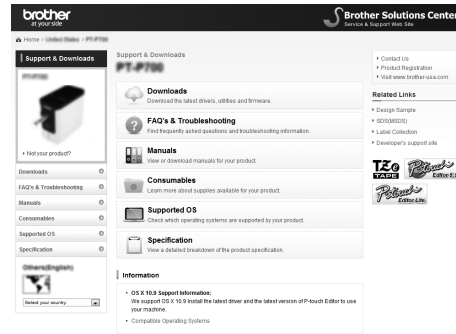 brother
at your side
Brother Solutions Center
Service & Support Web Site
Home >
Support & Downloads
Not your product?
Downloads
FAQ's & Troubleshooting
Manuals
Consumables
Supported OS
Specification
Others(English)
Select your country.
Support & Downloads
PT-P700
Downloads
Download the latest drivers, utilities and firmware.
FAQ's & Troubleshooting
Find frequently asked questions and troubleshooting information.
Manuals
View or download manuals for your product.
Consumables
Learn more about supplies available for your product.
Supported OS
Check which operating systems are supported by your product.
Specification
View a detailed breakdown of the product specification.
Information
• OS X 10.9 Support Information:
We support OS X 10.9 Install the latest driver and the latest version of P-touch Editor to use
your machine.
• Compatible Operating Systems
Contact Us
Product Registration
Visit www.brother-usa.com
Related Links
Design Sample
SDS(MSDS)
Label Collection
Developer's support site
TZe
TAPE
P-touch
Editor 5.
P-touch
Editor Lite